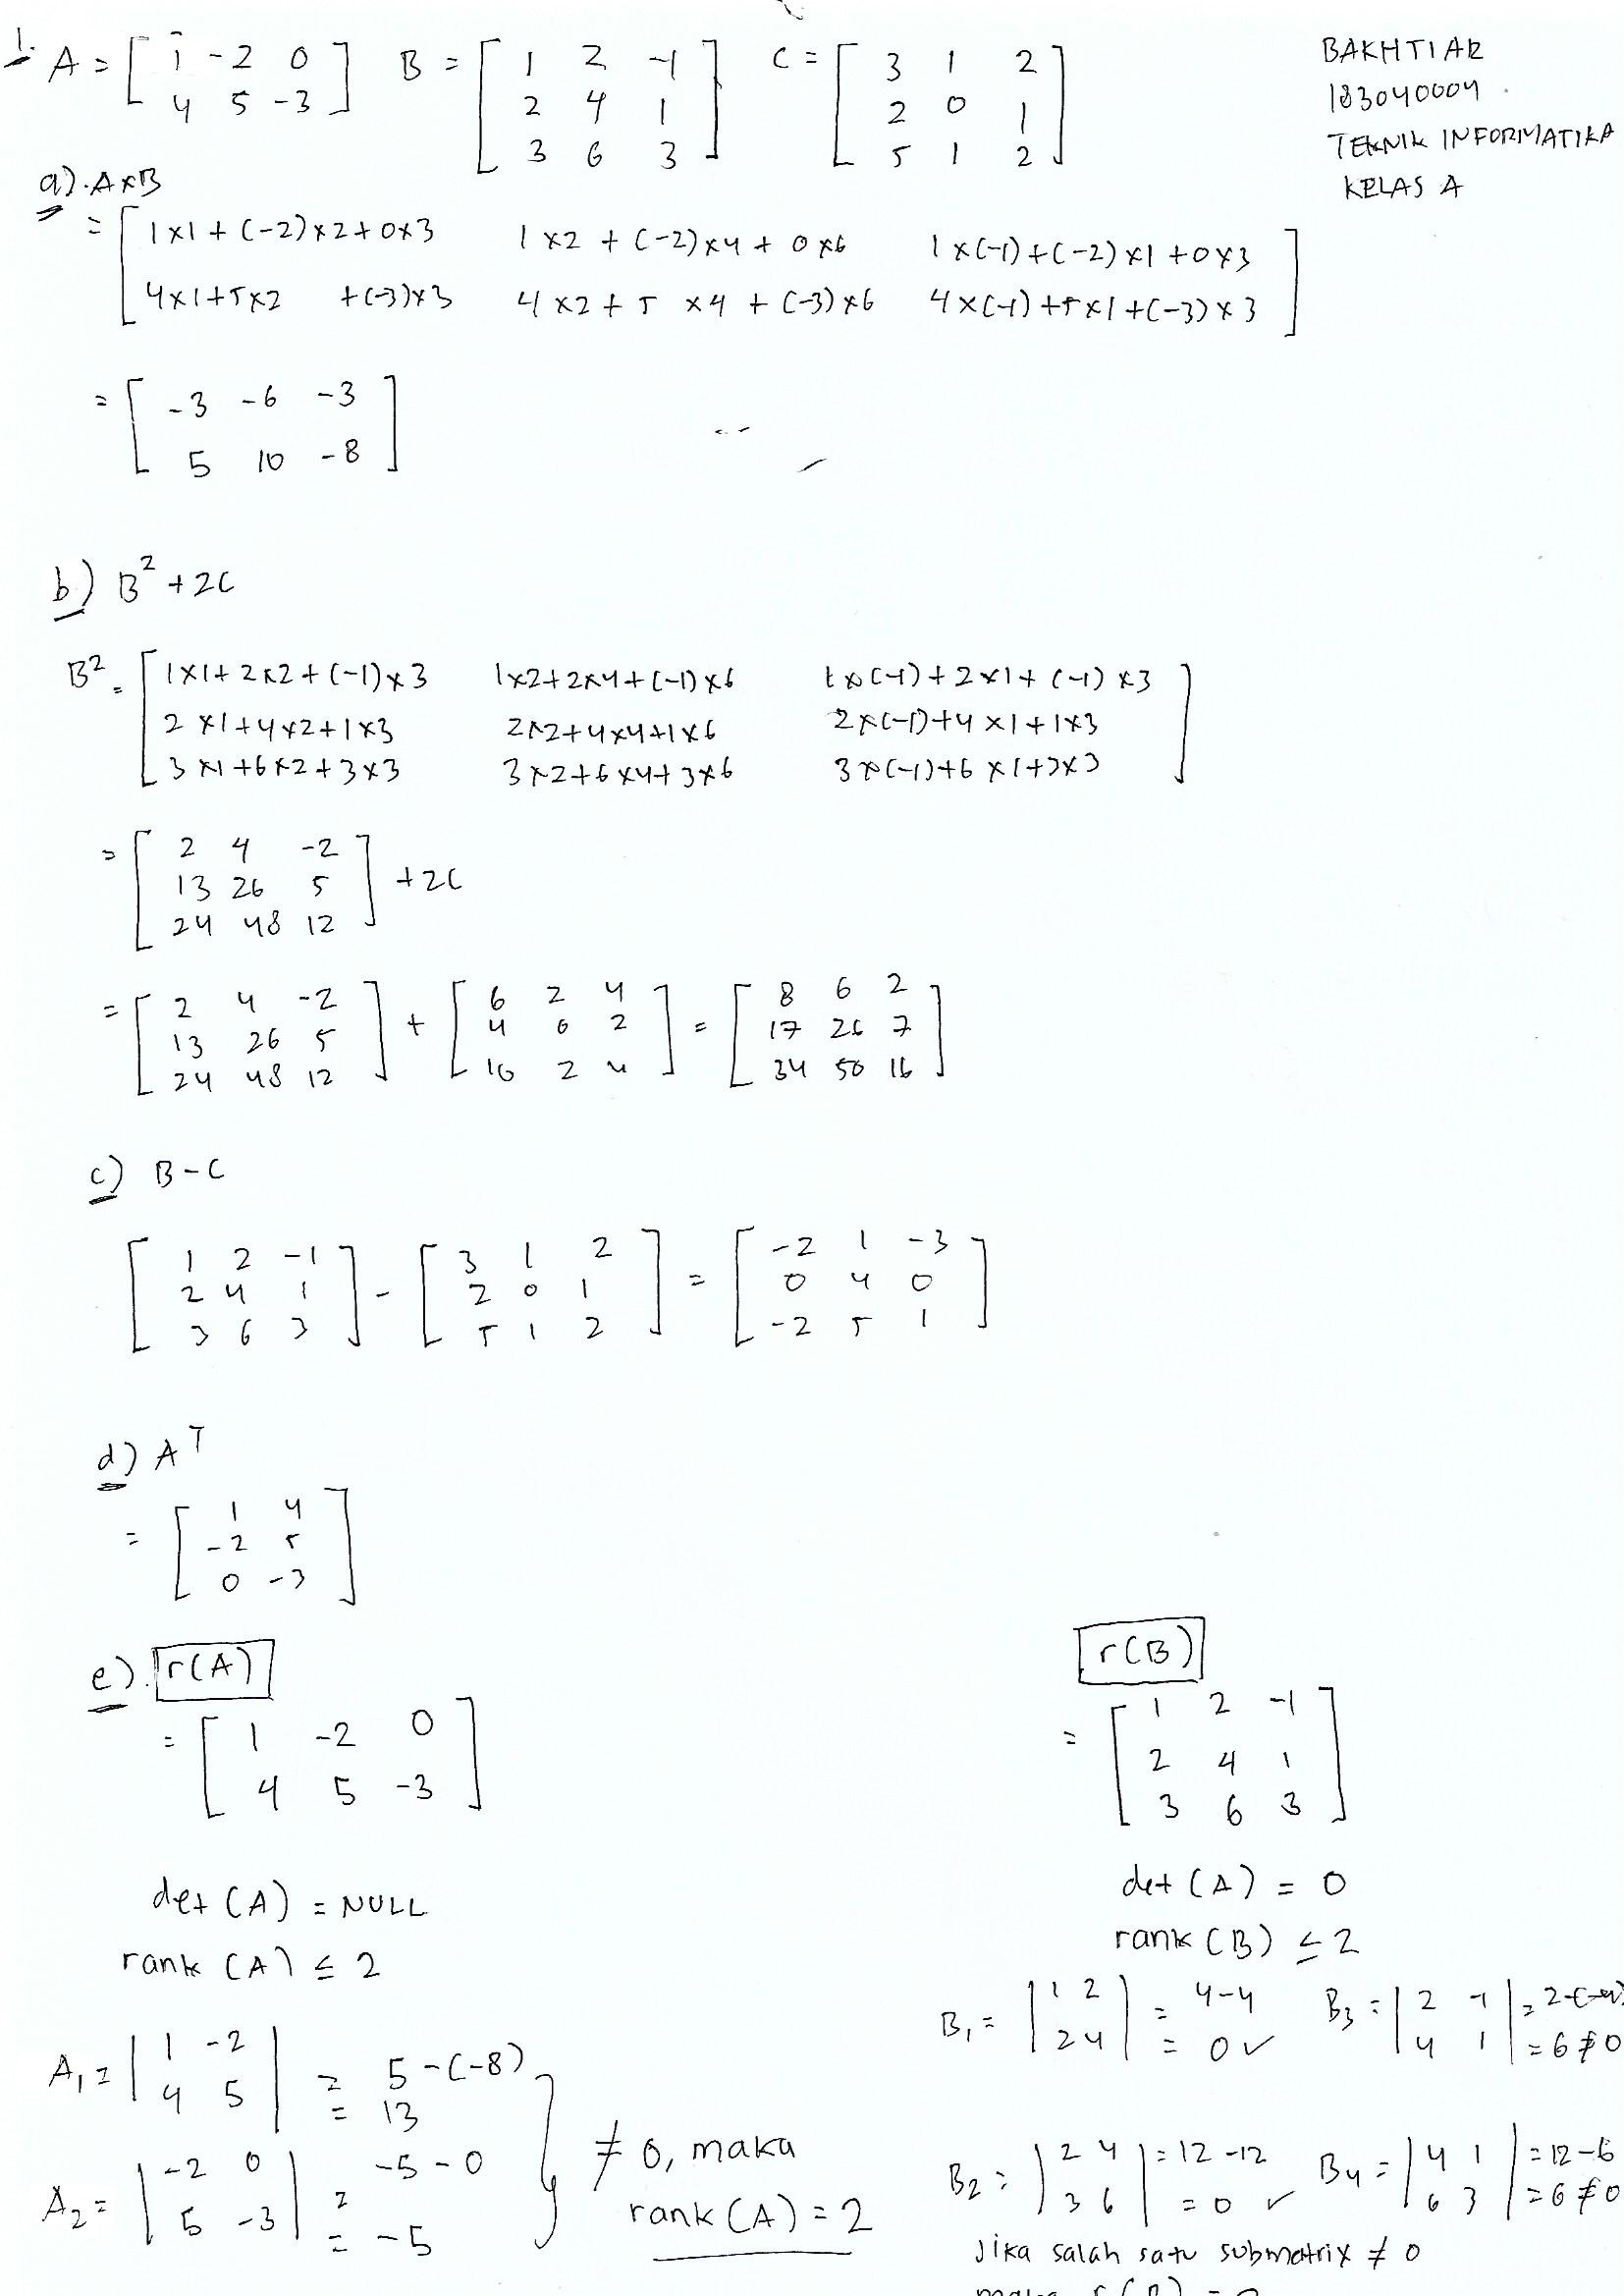 1. A = [ 1 -2 0 ] B = [ 1 2 -1 ] C = [ 3 1 2 ]
4 5 -3 2 4 1 2 0 1
3 6 3 5 1 2
BAKHTIAR
183040004
TEKNIK INFORMATIKA
KELAS A
a). A×B
= [ 1×1+(-2)×2+0×3 1×2+(-2)×4+0×6 1×(-1)+(-2)×1+0×3 ]
4×1+5×2 +(-3)×3 4×2+5×4+(-3)×6 4×(-1)+5×1+(-3)×3
= [ -3 -6 -3 ]
5 10 -8
b) B² + 2C
B² = [ 1×1+2×2+(-1)×3 1×2+2×4+(-1)×6 1×(-1)+2×1+(-1)×3 ]
2×1+4×2+1×3 2×2+4×4+1×6 2×(-1)+4×1+1×3
3×1+6×2+3×3 3×2+6×4+3×6 3×(-1)+6×1+3×3
= [ 2 4 -2 ] + 2C
13 26 5
24 48 12
= [ 2 4 -2 ] + [ 6 2 4 ] = [ 8 6 2 ]
13 26 5 4 0 2 17 26 7
24 48 12 10 2 4 34 50 16
c) B-C
[ 1 2 -1 ] - [ 3 1 2 ] = [ -2 1 -3 ]
2 4 1 2 0 1 0 4 0
3 6 3 5 1 2 -2 5 1
d) Aᵀ
= [ 1 4 ]
-2 5
0 -3
e). r(A)
= [ 1 -2 0 ]
4 5 -3
det (A) = NULL
rank (A) ≤ 2
A₁ = | 1 -2 | = 5-(-8)
4 5 = 13
A₂ = | -2 0 | = -5-0
5 -3 = -5
≠ 0, maka
rank (A) = 2
r(B)
= [ 1 2 -1 ]
2 4 1
3 6 3
det (A) = 0
rank (B) ≤ 2
B₁ = | 1 2 | = 4-4 B₃ = | 2 -1 |
2 4 = 0 ✓ 4 1 = 6 ≠ 0
B₂ = | 2 4 | = 12-12 B₄ = | 4 1 | = 12-6
3 6 = 0 ✓ 6 3 = 6 ≠ 0
Jika salah satu submatrix ≠ 0